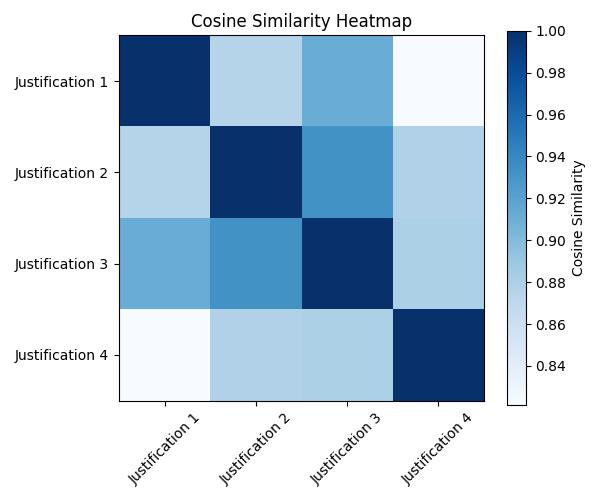 Cosine Similarity Heatmap
Justification 1
Justification 2
Justification 3
Justification 4
Justification 1
Justification 2
Justification 3
Justification 4
1.00
0.98
0.96
0.94
0.92
0.90
0.88
0.86
0.84
Cosine Similarity